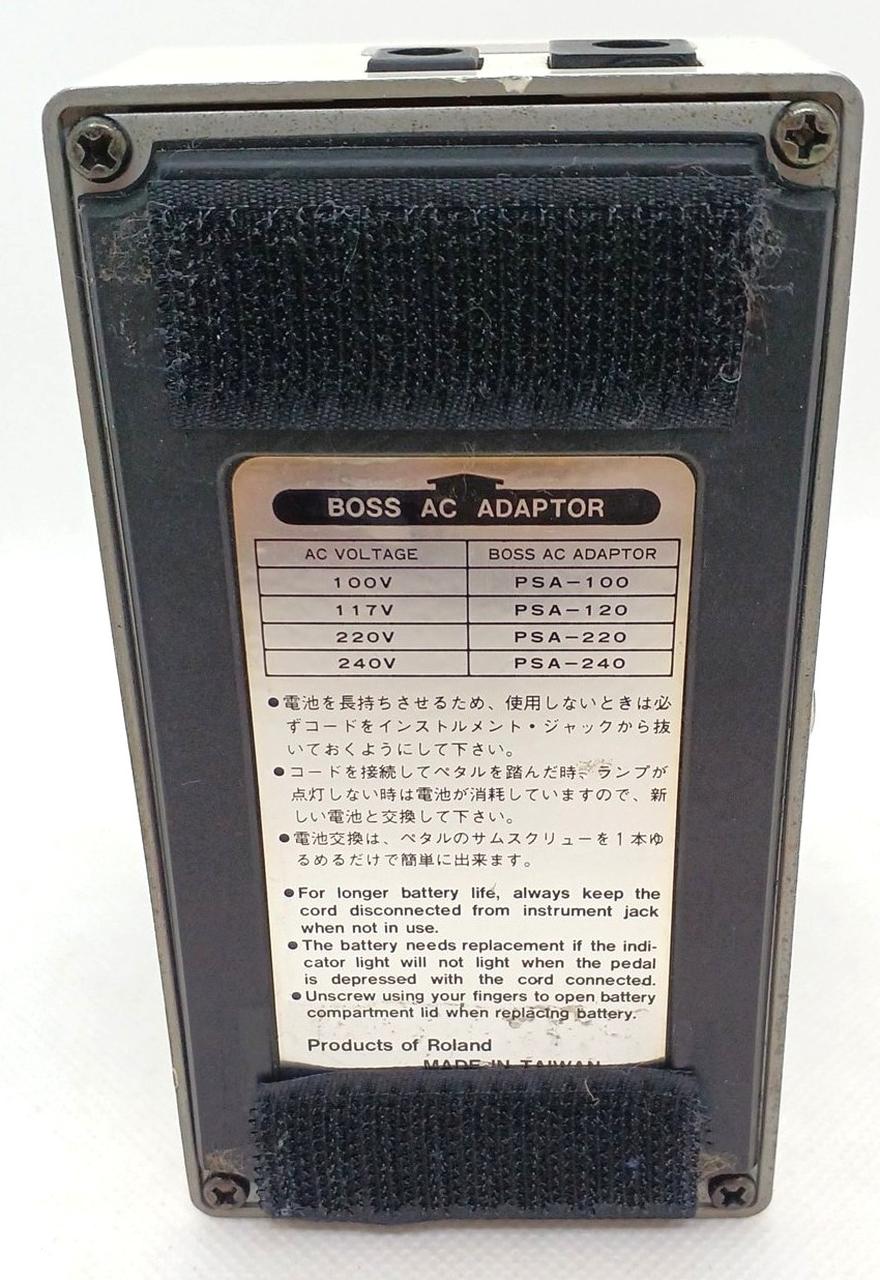 BOSS AC ADAPTOR
AC VOLTAGE BOSS AC ADAPTOR
100V PSA-100
117V PSA-120
220V PSA-220
240V PSA-240
●電池を長持ちさせるため、使用しないときは必
ずコードをインストルメント・ジャックから抜
いておくようにして下さい。
●コードを接続してペタルを踏んだ時、ランプが
点灯しない時は電池が消耗していますので、新
しい電池と交換して下さい。
●電池交換は、ペタルのサムスクリューを1本ゆ
るめるだけで簡単に出来ます。
●For longer battery life, always keep the
cord disconnected from instrument jack
when not in use.
●The battery needs replacement if the indi-
cator light will not light when the pedal
is depressed with the cord connected.
●Unscrew using your fingers to open battery
compartment lid when replacing battery.
Products of Roland
MADE IN TAIWAN